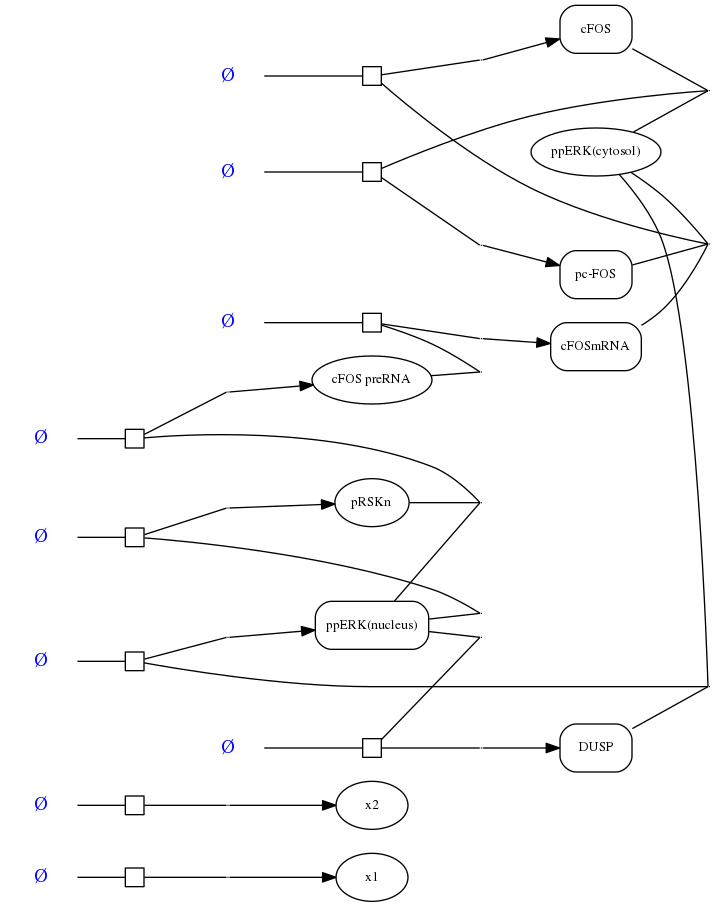 cFOS
Ø
ppERK(cytosol)
Ø
pc-FOS
Ø
cFOSmRNA
cFOS preRNA
Ø
pRSKn
Ø
ppERK(nucleus)
Ø
Ø
DUSP
Ø
x2
Ø
x1